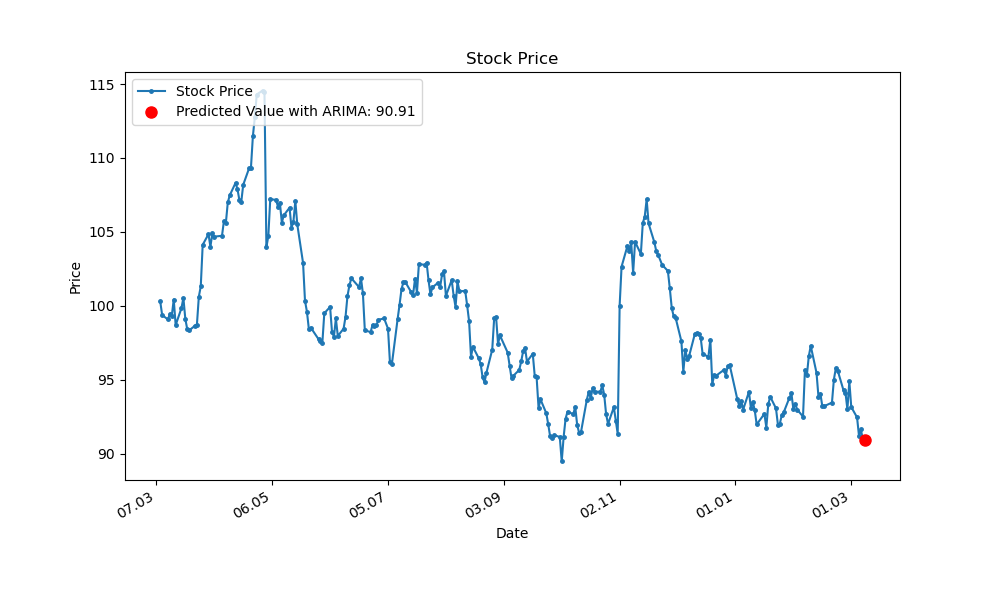 Stock Price
Stock Price
Predicted Value with ARIMA: 90.91
115
110
105
100
95
90
Price
07.03
06.05
05.07
03.09
02.11
01.01
01.03
Date